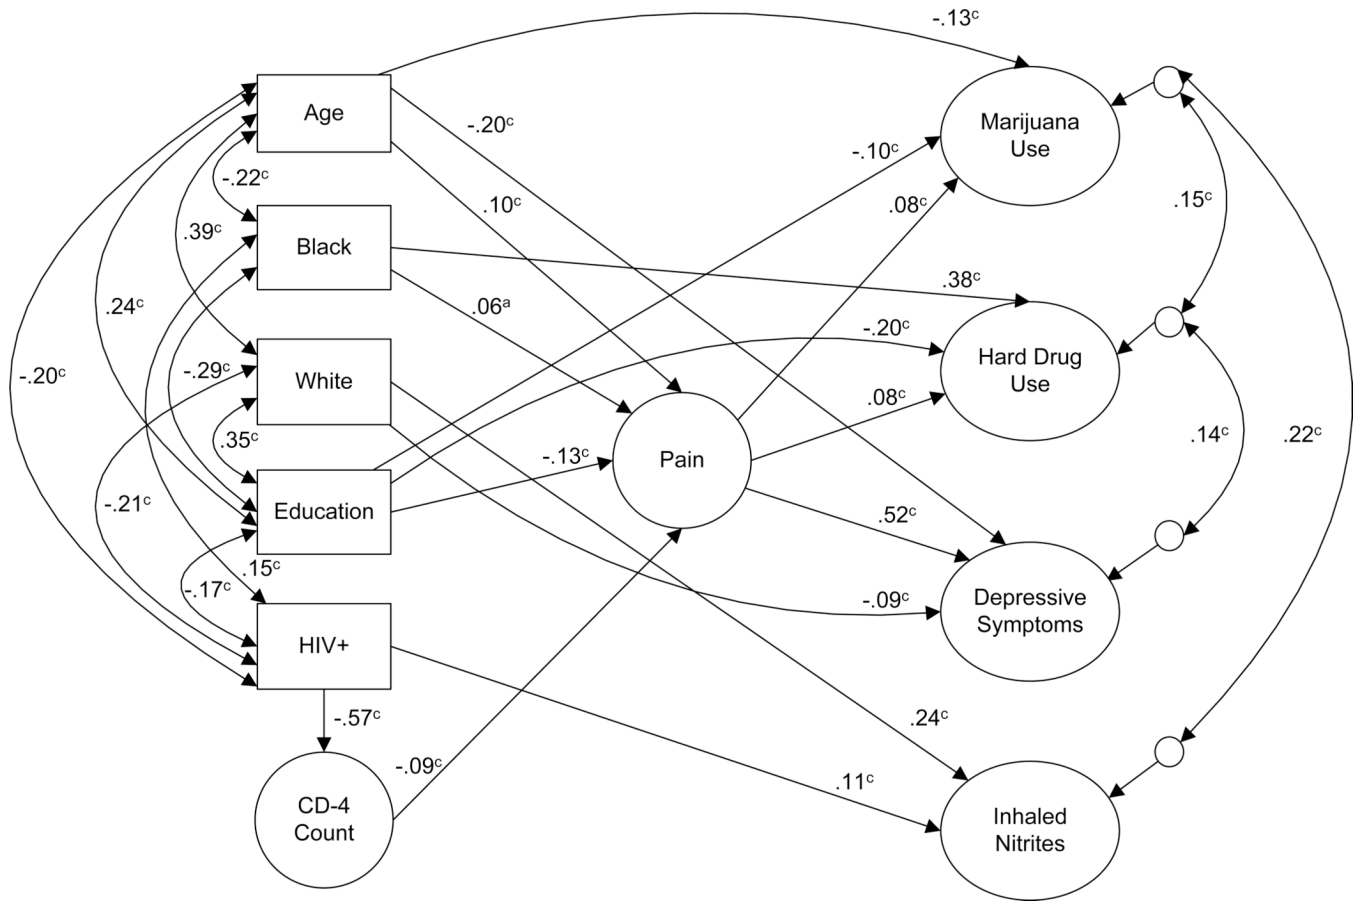 -.13ᶜ
Age
-.20ᶜ
Marijuana
Use
-.10ᶜ
-.22ᶜ
.10ᶜ
.08ᶜ
.15ᶜ
.39ᶜ
Black
.38ᶜ
.24ᶜ
.06ᵃ
-.20ᶜ
Hard Drug
Use
-.20ᶜ
-.29ᶜ
White
.08ᶜ
.35ᶜ
-.13ᶜ
Pain
.14ᶜ
.22ᶜ
-.21ᶜ
Education
.52ᶜ
.15ᶜ
-.17ᶜ
-.09ᶜ
Depressive
Symptoms
HIV+
-.57ᶜ
.24ᶜ
-.09ᶜ
.11ᶜ
CD-4
Count
Inhaled
Nitrites